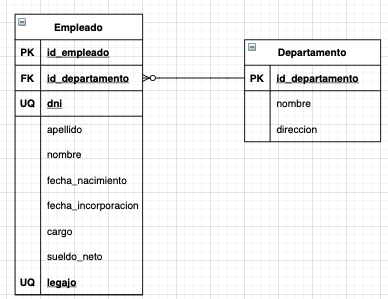 Empleado
PK id_empleado
FK id_departamento
UQ dni
apellido
nombre
fecha_nacimiento
fecha_incorporacion
cargo
sueldo_neto
UQ legajo
Departamento
PK id_departamento
nombre
direccion